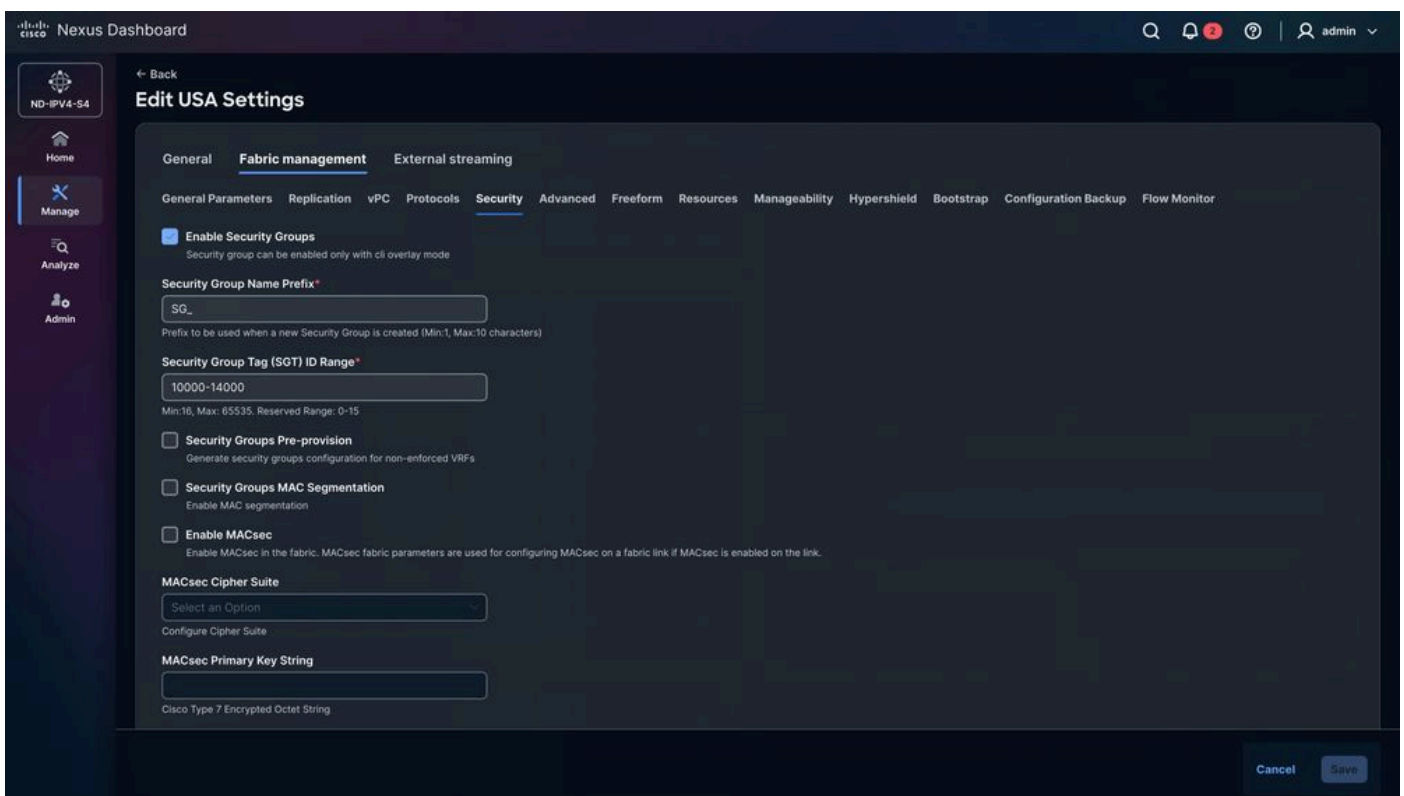 cisco Nexus Dashboard
2
admin
ND-IPV4-S4
Home
Manage
Analyze
Admin
← Back
Edit USA Settings
General Fabric management External streaming
General Parameters Replication vPC Protocols Security Advanced Freeform Resources Manageability Hypershield Bootstrap Configuration Backup Flow Monitor
Enable Security Groups
Security group can be enabled only with cli overlay mode
Security Group Name Prefix*
SG_
Prefix to be used when a new Security Group is created (Min:1, Max:10 characters)
Security Group Tag (SGT) ID Range*
10000-14000
Min:16, Max: 65535. Reserved Range: 0-15
Security Groups Pre-provision
Generate security groups configuration for non-enforced VRFs
Security Groups MAC Segmentation
Enable MAC segmentation
Enable MACsec
Enable MACsec in the fabric. MACsec fabric parameters are used for configuring MACsec on a fabric link if MACsec is enabled on the link.
MACsec Cipher Suite
Select an Option
Configure Cipher Suite
MACsec Primary Key String
Cisco Type 7 Encrypted Octet String
Cancel Save